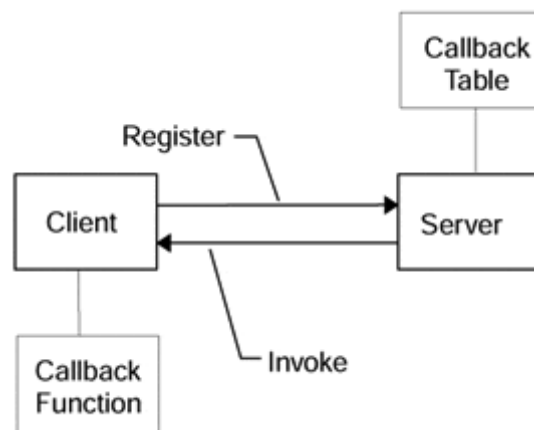 Callback
Table
Register
Client
Server
Invoke
Callback
Function